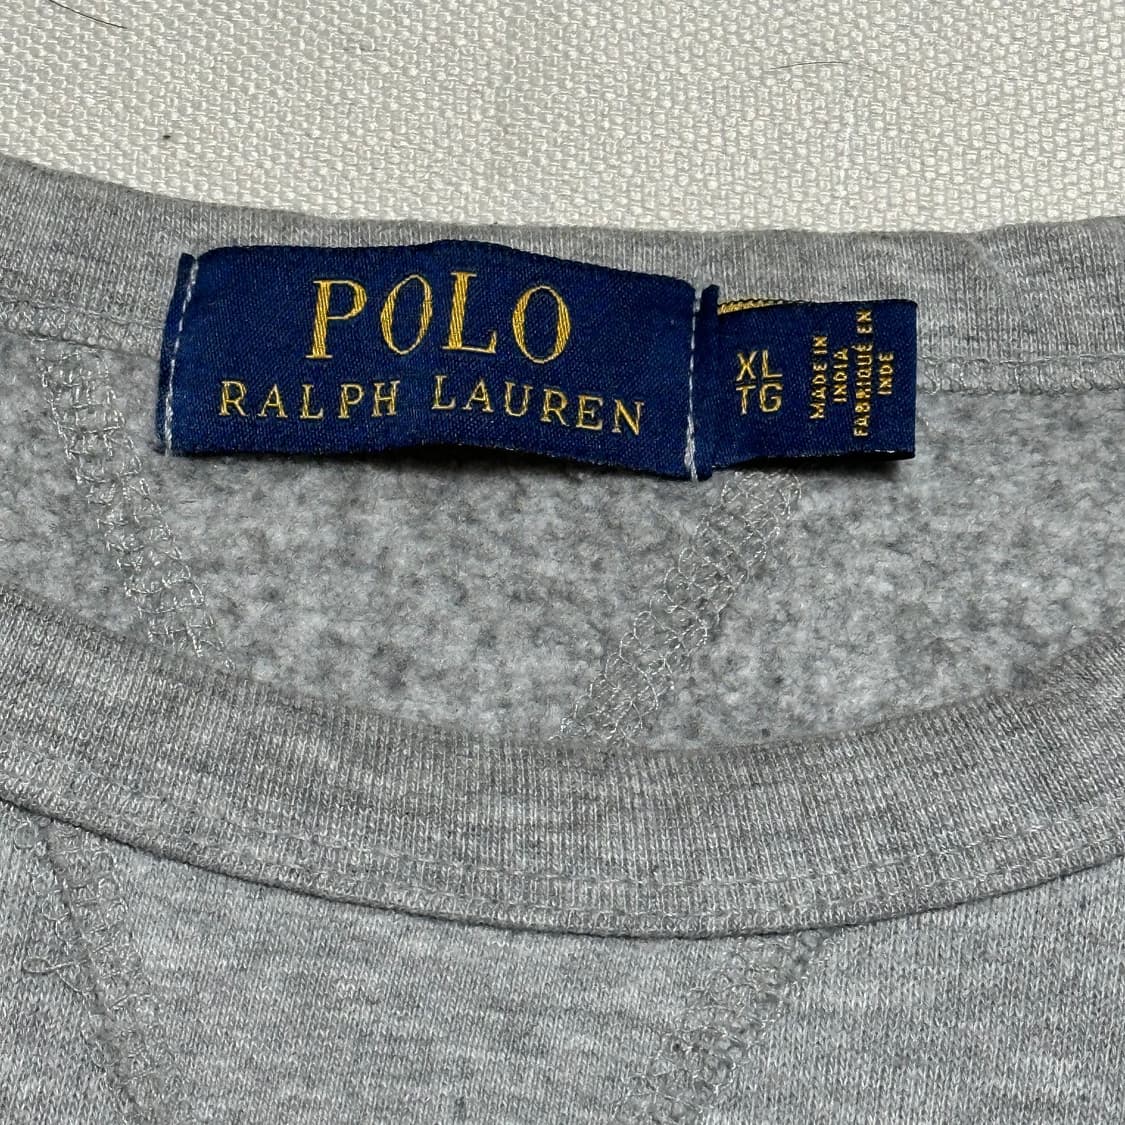 POLO
RALPH LAUREN
XL
TG
MADE IN
INDIA
FABRIQUÉ EN
INDE